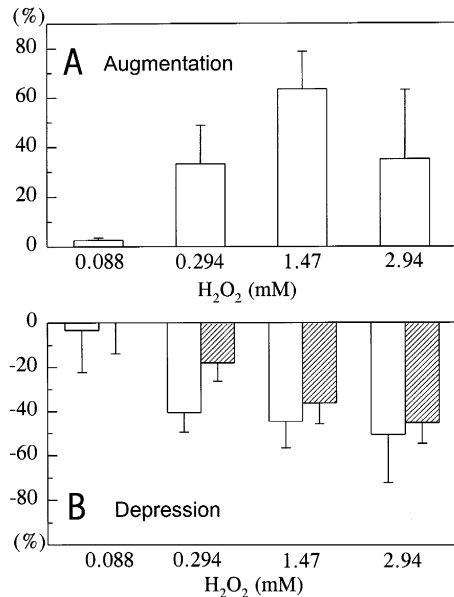 (%)
80
A Augmentation
60
40
20
0
0.088 0.294 1.47 2.94
H₂O₂ (mM)
0
-20
-40
-60
-80
B Depression
(%)
0.088 0.294 1.47 2.94
H₂O₂ (mM)